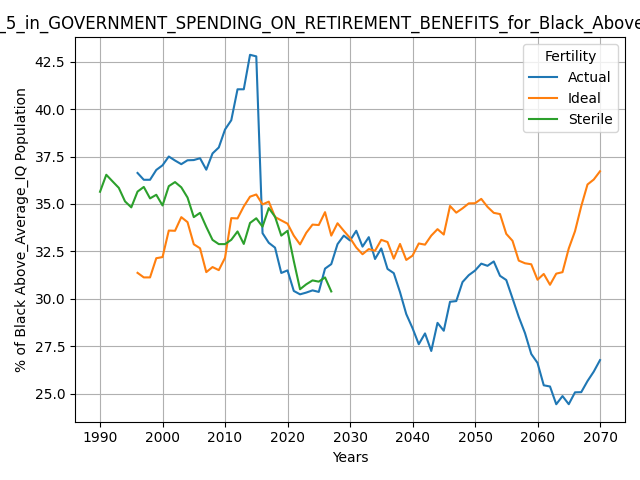 _5_in_GOVERNMENT_SPENDING_ON_RETIREMENT_BENEFITS_for_Black_Above
Fertility
Actual
Ideal
Sterile
% of Black Above_Average_IQ Population
42.5
40.0
37.5
35.0
32.5
30.0
27.5
25.0
1990 2000 2010 2020 2030 2040 2050 2060 2070
Years